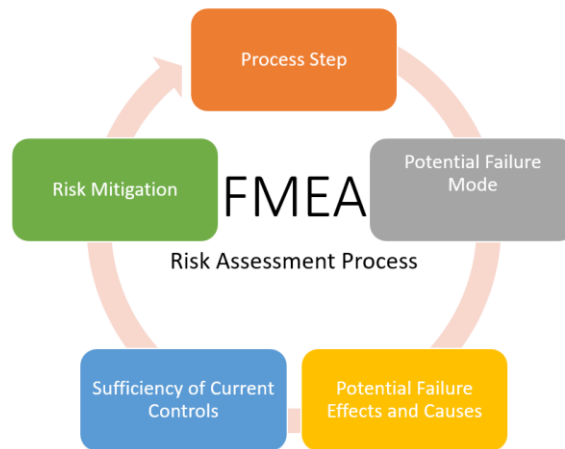 Process Step
Potential Failure
Mode
Risk Mitigation
FMEA
Risk Assessment Process
Sufficiency of Current
Controls
Potential Failure
Effects and Causes